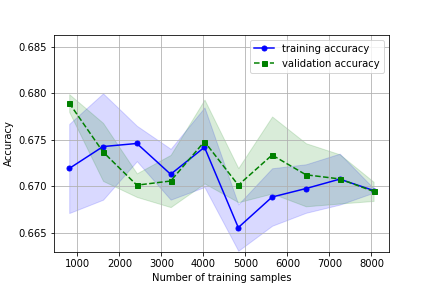 0.685
0.680
0.675
0.670
0.665
Accuracy
training accuracy
validation accuracy
1000 2000 3000 4000 5000 6000 7000 8000
Number of training samples